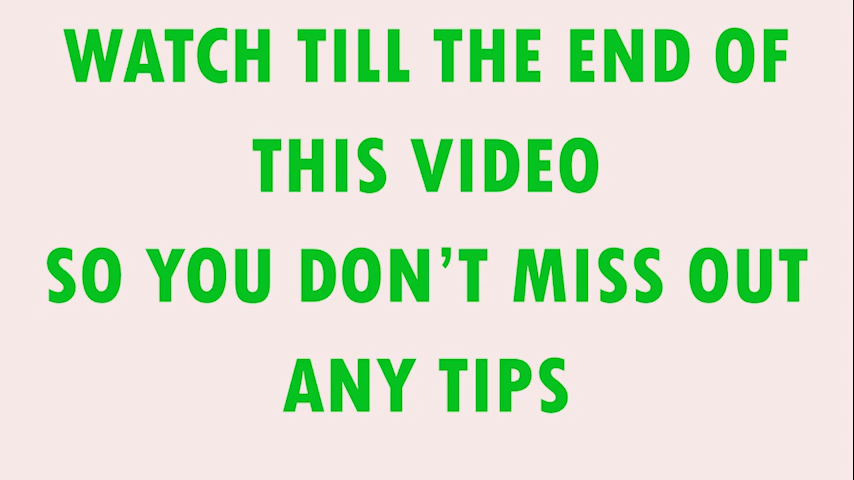 WATCH TILL THE END OF
THIS VIDEO
SO YOU DON’T MISS OUT
ANY TIPS